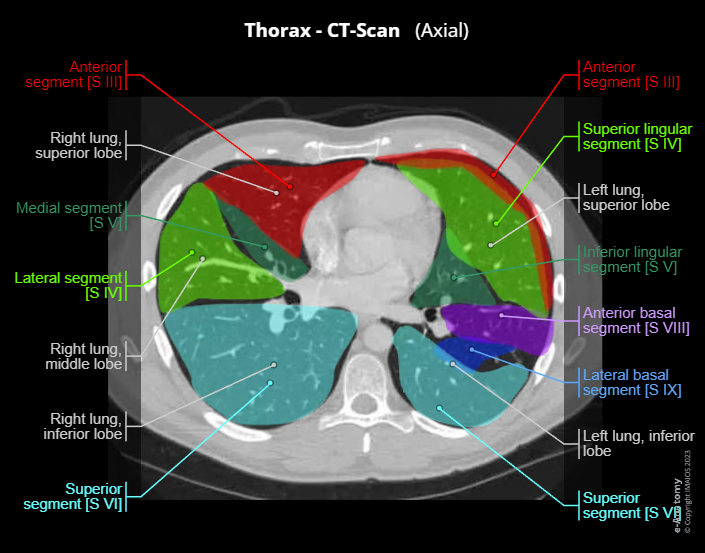 Thorax - CT-Scan (Axial)
Anterior
segment [S III]
Right lung,
superior lobe
Medial segment
[S V]
Lateral segment
[S IV]
Right lung,
middle lobe
Right lung,
inferior lobe
Superior
segment [S VI]
Anterior
segment [S III]
Superior lingular
segment [S IV]
Left lung,
superior lobe
Inferior lingular
segment [S V]
Anterior basal
segment [S VIII]
Lateral basal
segment [S IX]
Left lung, inferior
lobe
Superior
segment [S VI]
e-Anatomy
© Copyright IMAIOS 2023